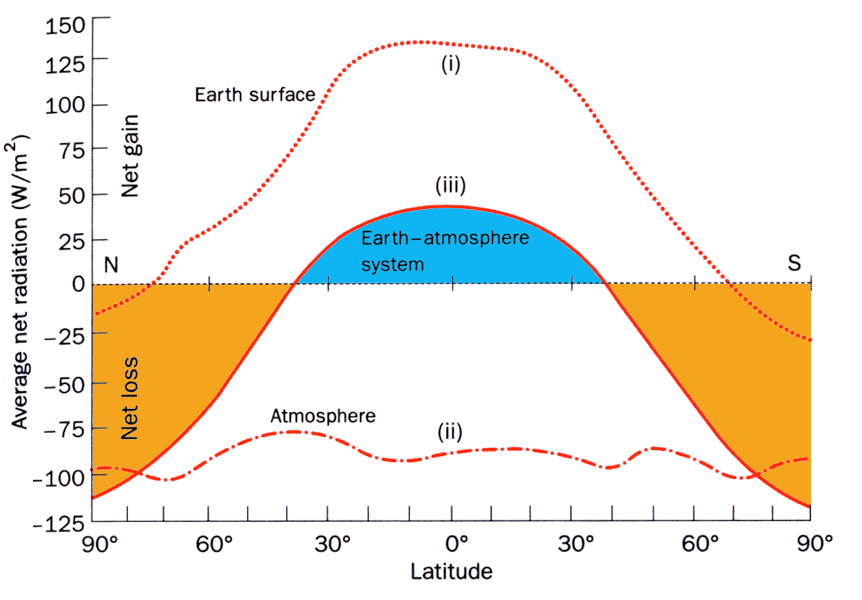 150
125
100
75
50
25
0
−25
−50
−75
−100
−125
Average net radiation (W/m²)
Net gain
Net loss
N
S
Earth surface
(i)
(iii)
Earth–atmosphere
system
Atmosphere
(ii)
90° 60° 30° 0° 30° 60° 90°
Latitude